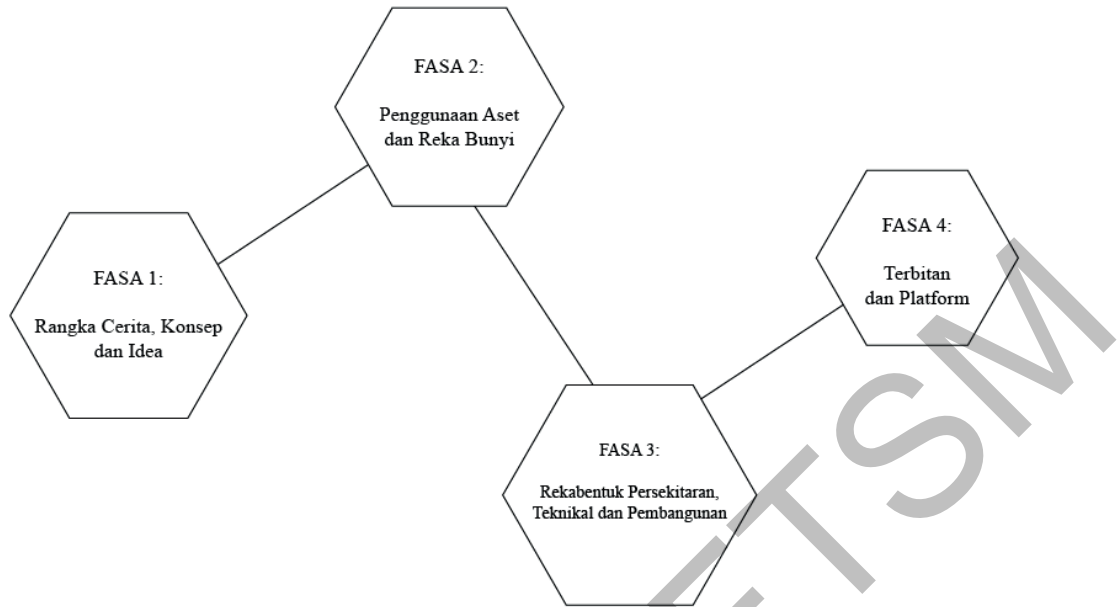 FASA 1:
Rangka Cerita, Konsep
dan Idea
FASA 2:
Penggunaan Aset
dan Reka Bunyi
FASA 3:
Rekabentuk Persekitaran,
Teknikal dan Pembangunan
FASA 4:
Terbitan
dan Platform
FTSM